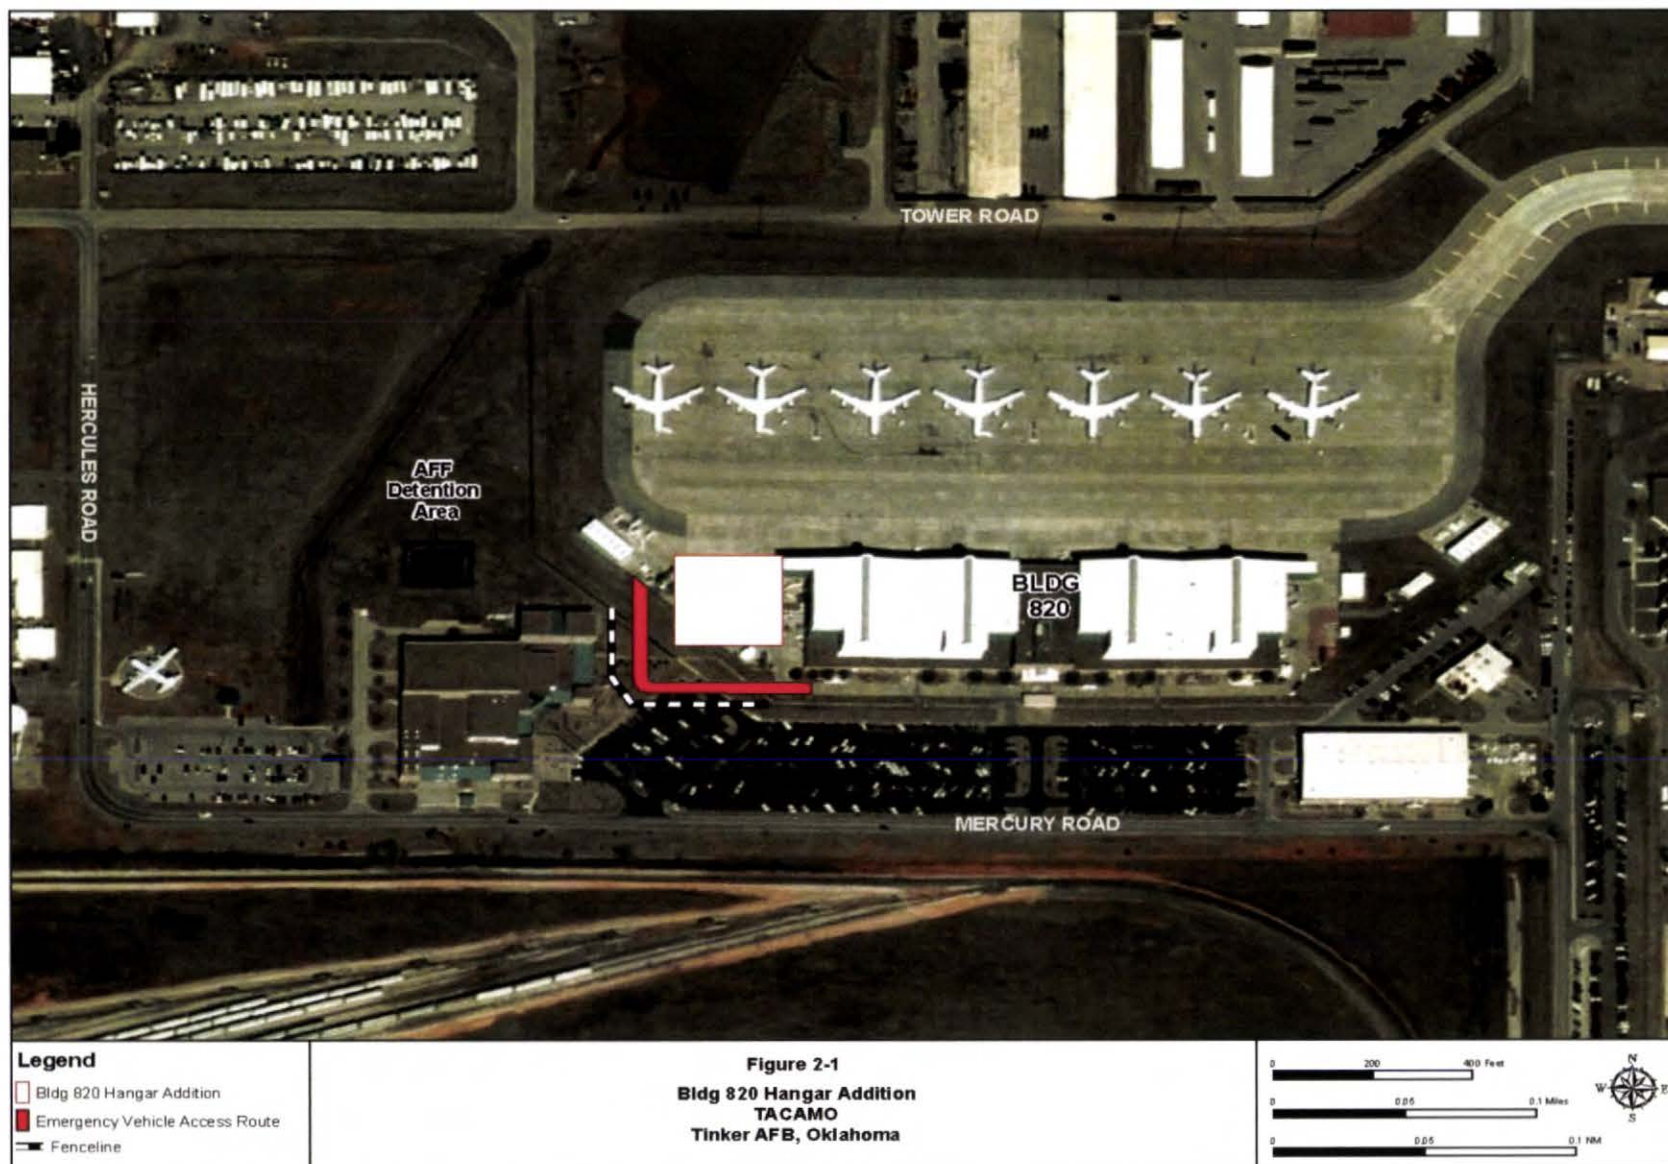 TOWER ROAD
HERCULES ROAD
AFF
Detention
Area
BLDG
820
MERCURY ROAD
Legend
Bldg 820 Hangar Addition
Emergency Vehicle Access Route
Fenceline
Figure 2-1
Bldg 820 Hangar Addition
TACAMO
Tinker AFB, Oklahoma
0 200 400 Feet
0 0.05 0.1 Miles
0 0.05 0.1 NM
N
W E
S